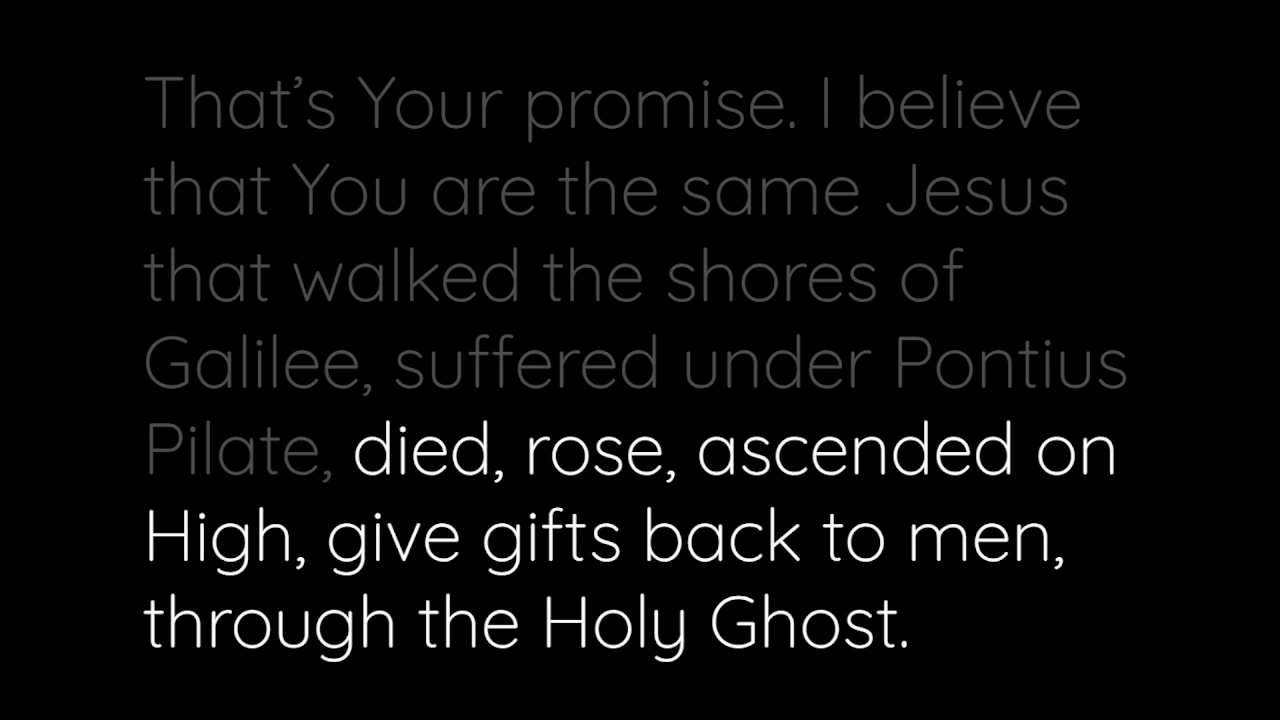 That’s Your promise. I believe
that You are the same Jesus
that walked the shores of
Galilee, suffered under Pontius
Pilate, died, rose, ascended on
High, give gifts back to men,
through the Holy Ghost.